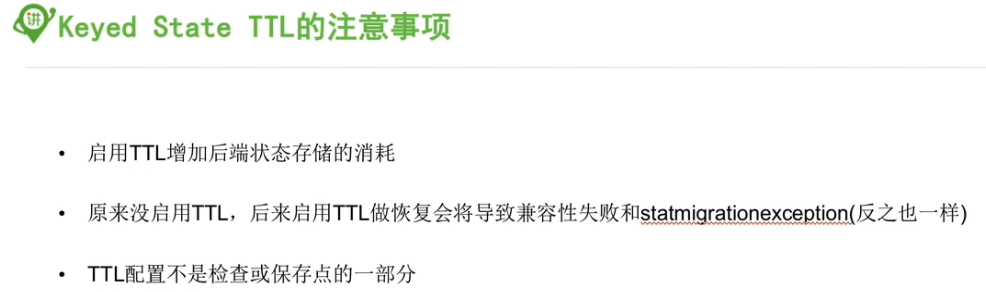 讲
Keyed State TTL的注意事项
• 启用TTL增加后端状态存储的消耗
• 原来没启用TTL，后来启用TTL做恢复会将导致兼容性失败和statmigrationexception(反之也一样)
• TTL配置不是检查或保存点的一部分